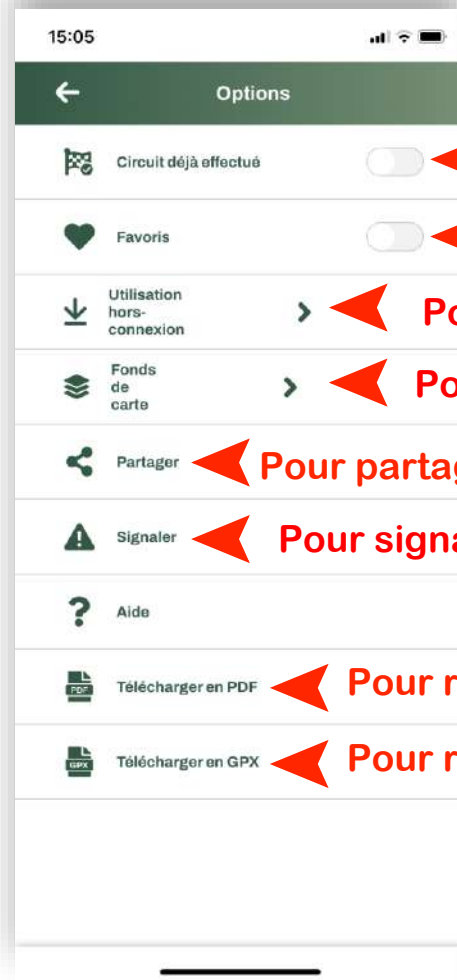 15:05
Options
Circuit déjà effectué
Favoris
Utilisation
hors-
connexion
Po
Fonds
de
carte
Po
Partager
Pour partag
Signaler
Pour signa
Aide
PDF
Télécharger en PDF
Pour r
GPX
Télécharger en GPX
Pour r